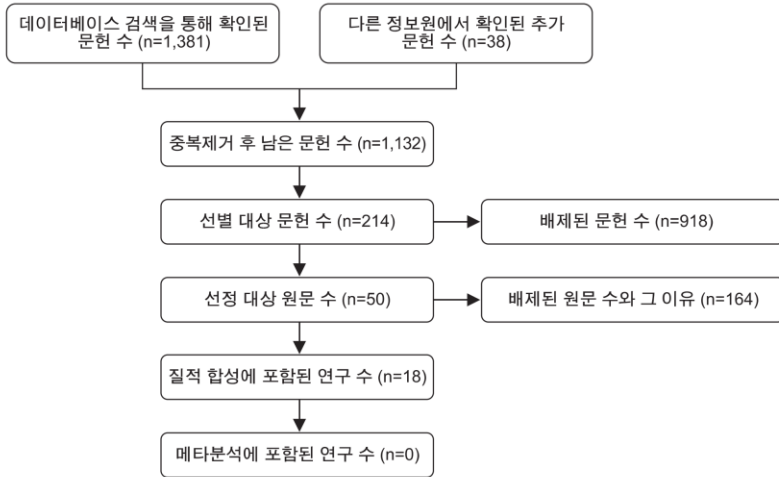 데이터베이스 검색을 통해 확인된
문헌 수 (n=1,381)
다른 정보원에서 확인된 추가
문헌 수 (n=38)
중복제거 후 남은 문헌 수 (n=1,132)
선별 대상 문헌 수 (n=214)
배제된 문헌 수 (n=918)
선정 대상 원문 수 (n=50)
배제된 원문 수와 그 이유 (n=164)
질적 합성에 포함된 연구 수 (n=18)
메타분석에 포함된 연구 수 (n=0)